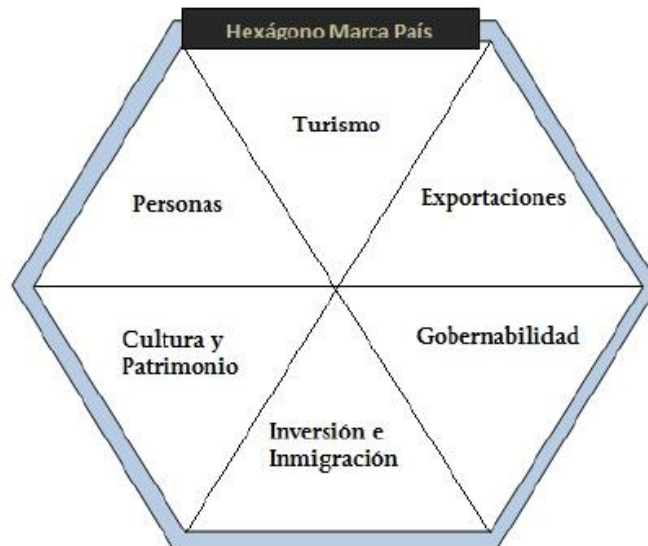 Hexágono Marca País
Turismo
Personas
Exportaciones
Cultura y
Patrimonio
Gobernabilidad
Inversión e
Inmigración